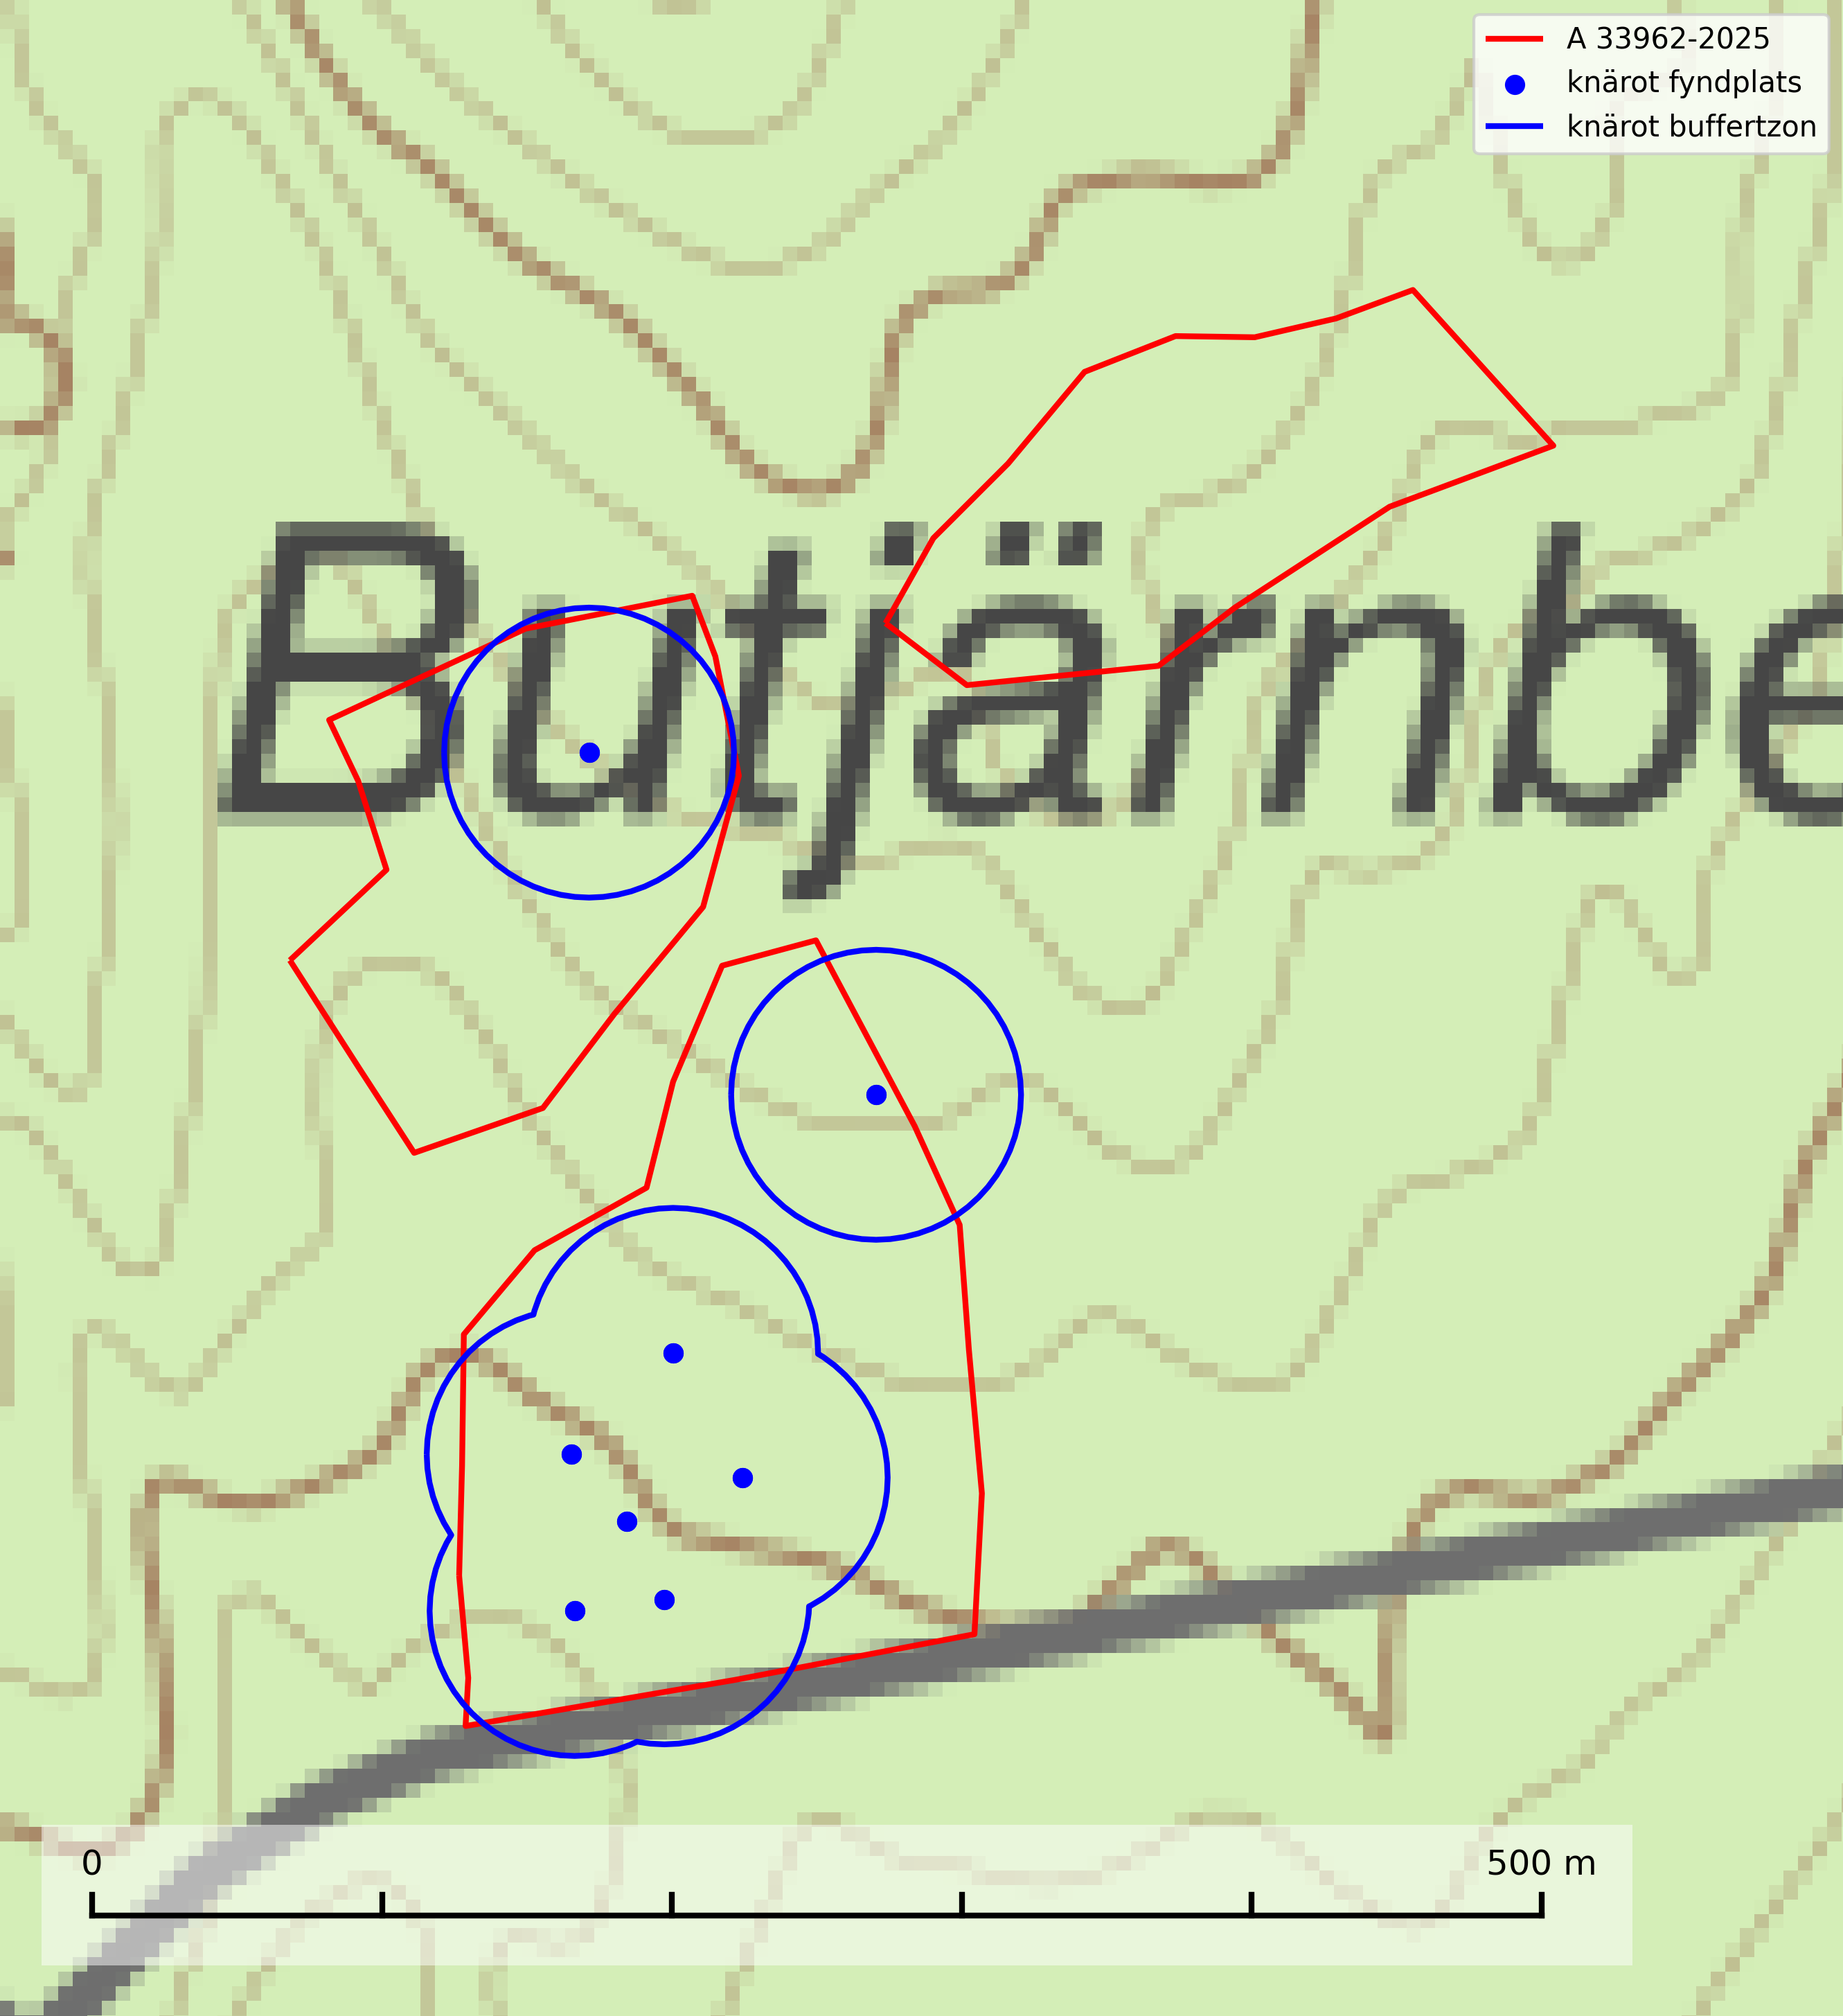 A 33962-2025
knärot fyndplats
knärot buffertzon
Butjärnbe
0
500 m